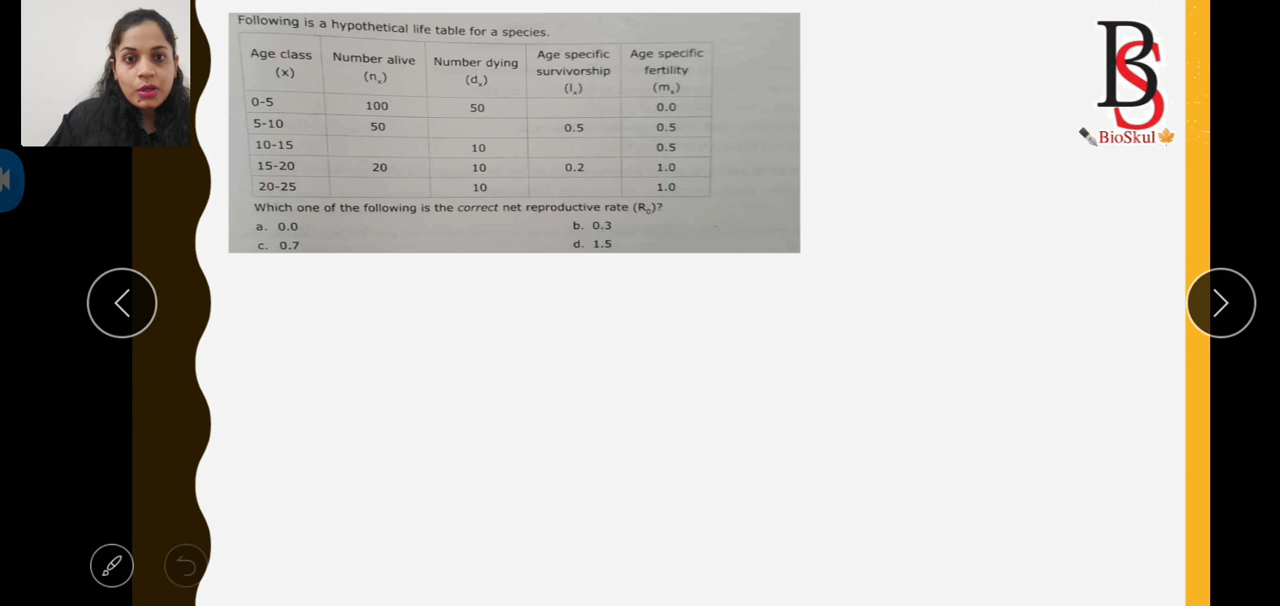 Following is a hypothetical life table for a species.
Age class (x) Number alive (nx) Number dying (dx) Age specific survivorship (lx) Age specific fertility (mx)
0-5 100 50 0.0
5-10 50 0.5 0.5
10-15 10 0.5
15-20 20 10 0.2 1.0
20-25 10 1.0
Which one of the following is the correct net reproductive rate (R0)?
a. 0.0 b. 0.3
c. 0.7 d. 1.5
BS
BioSkul